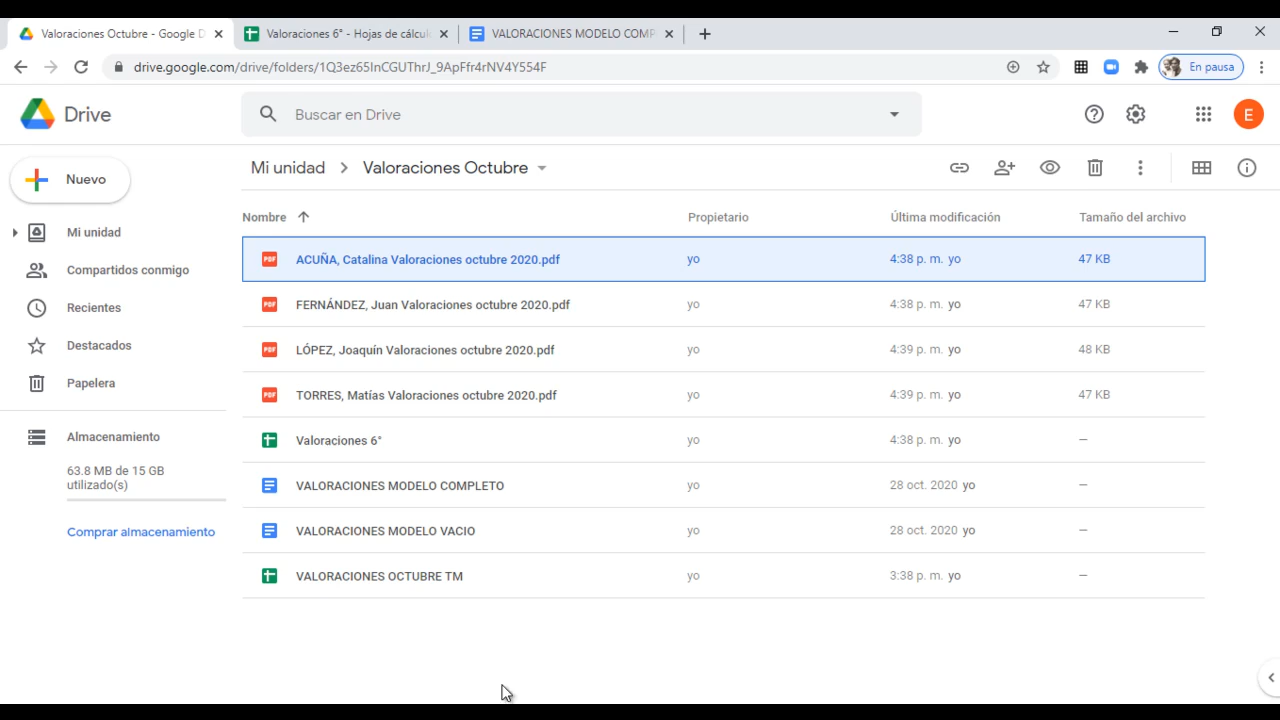 Valoraciones Octubre - Google D
Valoraciones 6° - Hojas de cálcul
VALORACIONES MODELO COMP
drive.google.com/drive/folders/1Q3ez65InCGUThrJ_9ApFfr4rNV4Y554F
En pausa
Drive
Buscar en Drive
E
Nuevo
Mi unidad
Compartidos conmigo
Recientes
Destacados
Papelera
Almacenamiento
63.8 MB de 15 GB
utilizado(s)
Comprar almacenamiento
Mi unidad > Valoraciones Octubre
Nombre Propietario Última modificación Tamaño del archivo
PDF ACUÑA, Catalina Valoraciones octubre 2020.pdf yo 4:38 p. m. yo 47 KB
PDF FERNÁNDEZ, Juan Valoraciones octubre 2020.pdf yo 4:38 p. m. yo 47 KB
PDF LÓPEZ, Joaquín Valoraciones octubre 2020.pdf yo 4:39 p. m. yo 48 KB
PDF TORRES, Matías Valoraciones octubre 2020.pdf yo 4:39 p. m. yo 47 KB
Valoraciones 6° yo 4:38 p. m. yo —
VALORACIONES MODELO COMPLETO yo 28 oct. 2020 yo —
VALORACIONES MODELO VACIO yo 28 oct. 2020 yo —
VALORACIONES OCTUBRE TM yo 3:38 p. m. yo —